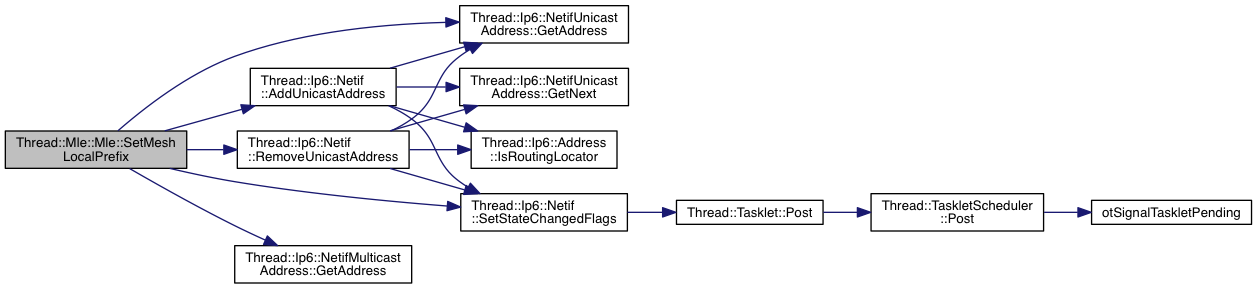 Thread::Mle::Mle::SetMesh
LocalPrefix
Thread::Ip6::NetifUnicast
Address::GetAddress
Thread::Ip6::Netif
::AddUnicastAddress
Thread::Ip6::NetifUnicast
Address::GetNext
Thread::Ip6::Netif
::RemoveUnicastAddress
Thread::Ip6::Address
::IsRoutingLocator
Thread::Ip6::Netif
::SetStateChangedFlags
Thread::Tasklet::Post
Thread::TaskletScheduler
::Post
otSignalTaskletPending
Thread::Ip6::NetifMulticast
Address::GetAddress